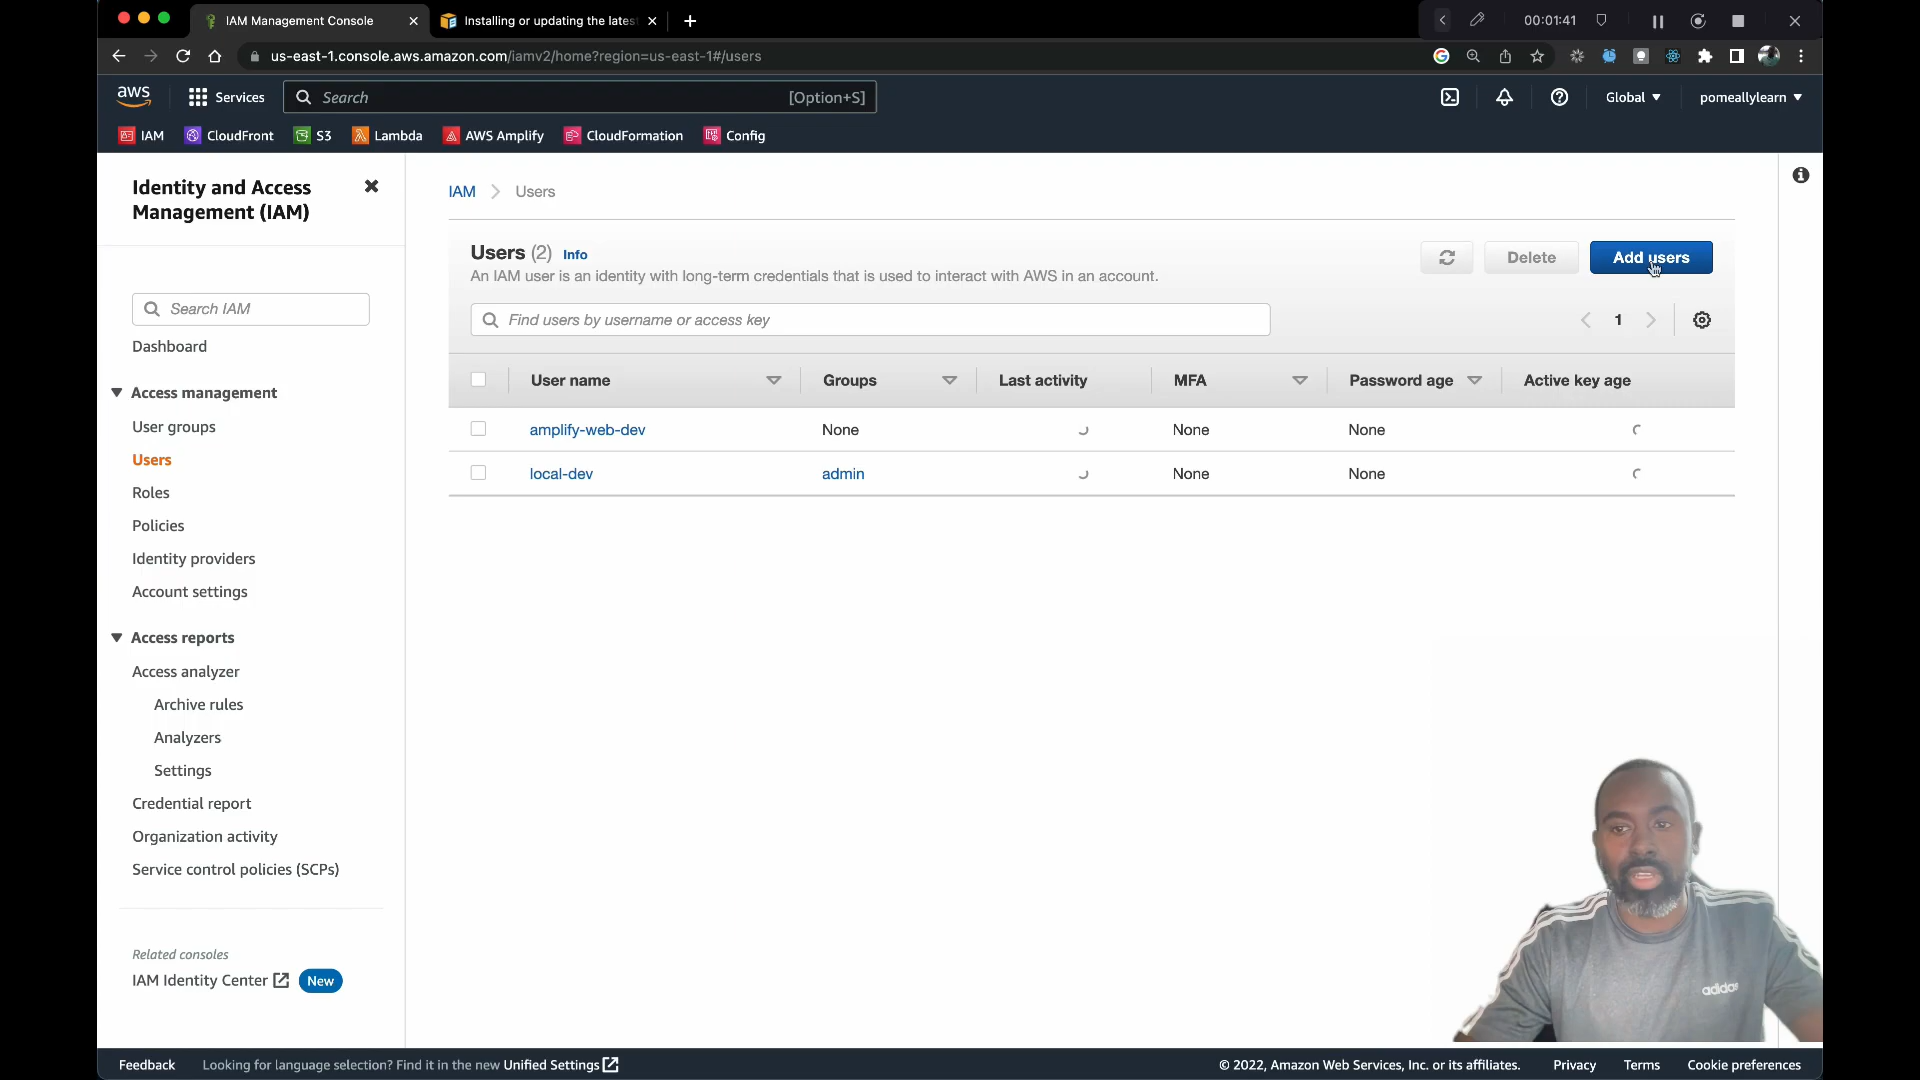 IAM Management Console
Installing or updating the lates
00:01:41
us-east-1.console.aws.amazon.com/iamv2/home?region=us-east-1#/users
aws
Services
Search
[Option+S]
Global
pomeallylearn
IAM
CloudFront
S3
Lambda
AWS Amplify
CloudFormation
Config
Identity and Access
Management (IAM)
Search IAM
Dashboard
Access management
User groups
Users
Roles
Policies
Identity providers
Account settings
Access reports
Access analyzer
Archive rules
Analyzers
Settings
Credential report
Organization activity
Service control policies (SCPs)
Related consoles
IAM Identity Center New
IAM > Users
Users (2) Info
An IAM user is an identity with long-term credentials that is used to interact with AWS in an account.
Delete
Add users
Find users by username or access key
1
User name Groups Last activity MFA Password age Active key age
amplify-web-dev None None None
local-dev admin None None
adidas
Feedback
Looking for language selection? Find it in the new Unified Settings
© 2022, Amazon Web Services, Inc. or its affiliates.
Privacy
Terms
Cookie preferences